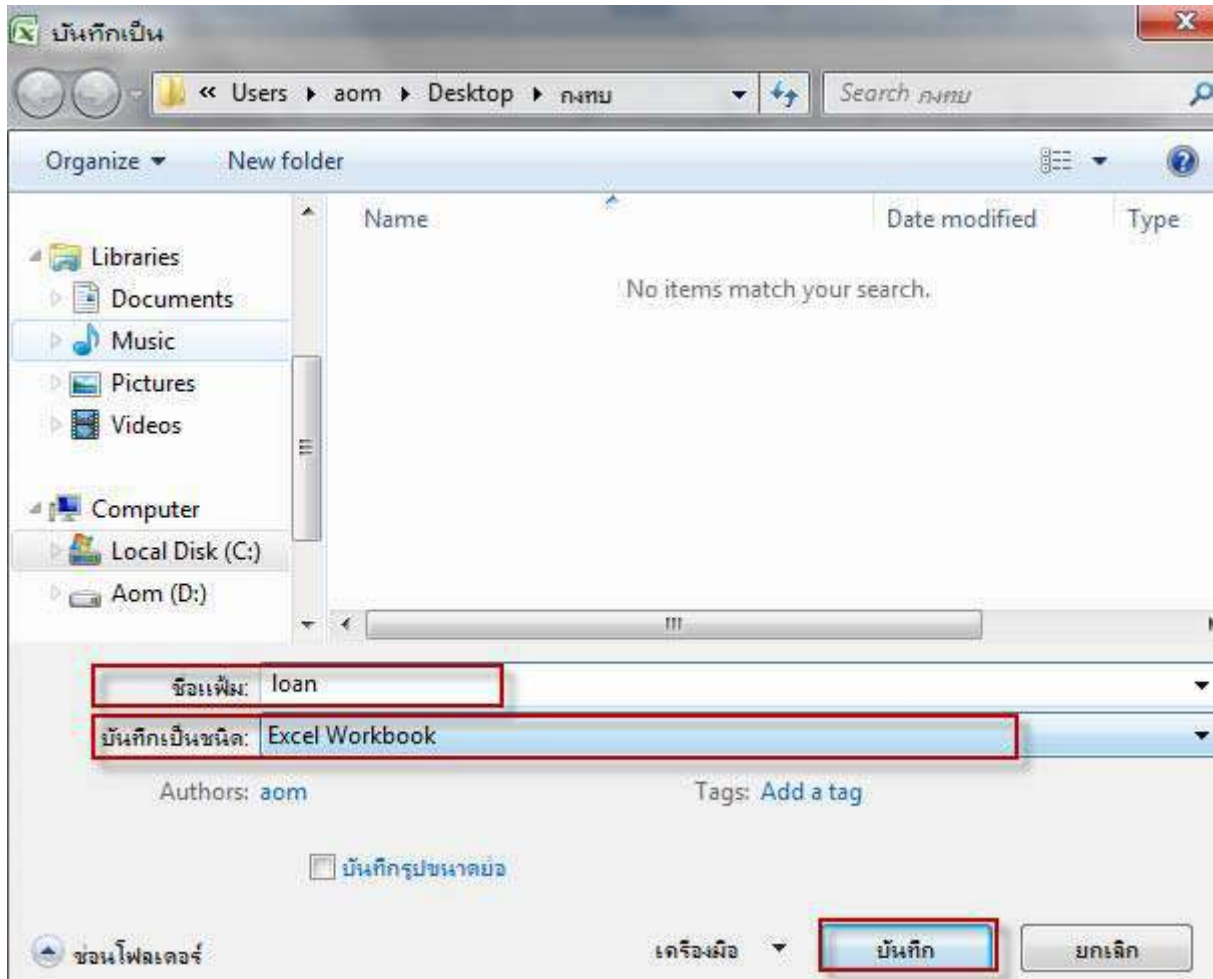 บันทึกเป็น
« Users ▸ aom ▸ Desktop ▸ กงทบ
Search กงทบ
Organize New folder
Name Date modified Type
Libraries
Documents
Music
Pictures
Videos
No items match your search.
Computer
Local Disk (C:)
Aom (D:)
ชื่อแฟ้ม: loan
บันทึกเป็นชนิด: Excel Workbook
Authors: aom Tags: Add a tag
บันทึกรูปขนาดย่อ
ซ่อนโฟลเดอร์ เครื่องมือ บันทึก ยกเลิก